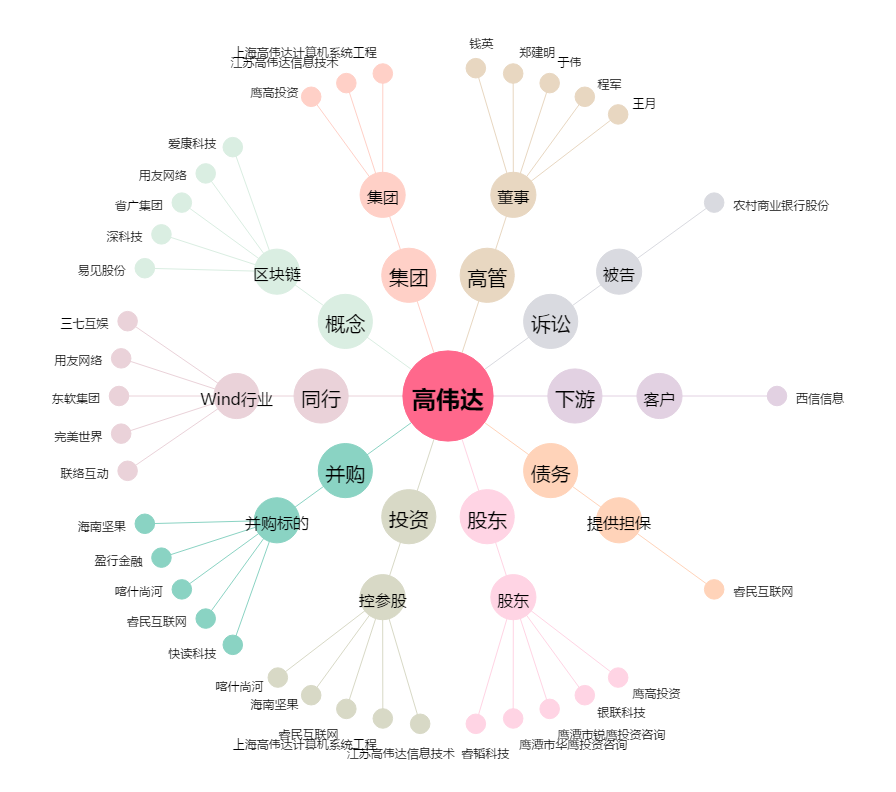 钱英
郑建明
于伟
程军
王月
董事
高管
农村商业银行股份
被告
诉讼
西信信息
客户
下游
债务
提供担保
睿民互联网
股东
股东
鹰高投资
银联科技
鹰潭市锐鹰投资咨询
鹰潭市华鹰投资咨询
睿韬科技
投资
控参股
江苏高伟达信息技术
上海高伟达计算机系统工程
睿民互联网
海南坚果
喀什尚河
并购
并购标的
快读科技
睿民互联网
喀什尚河
盈行金融
海南坚果
同行
Wind行业
联络互动
完美世界
东软集团
用友网络
三七互娱
概念
区块链
易见股份
深科技
省广集团
用友网络
爱康科技
集团
集团
鹰高投资
江苏高伟达信息技术
上海高伟达计算机系统工程
高伟达